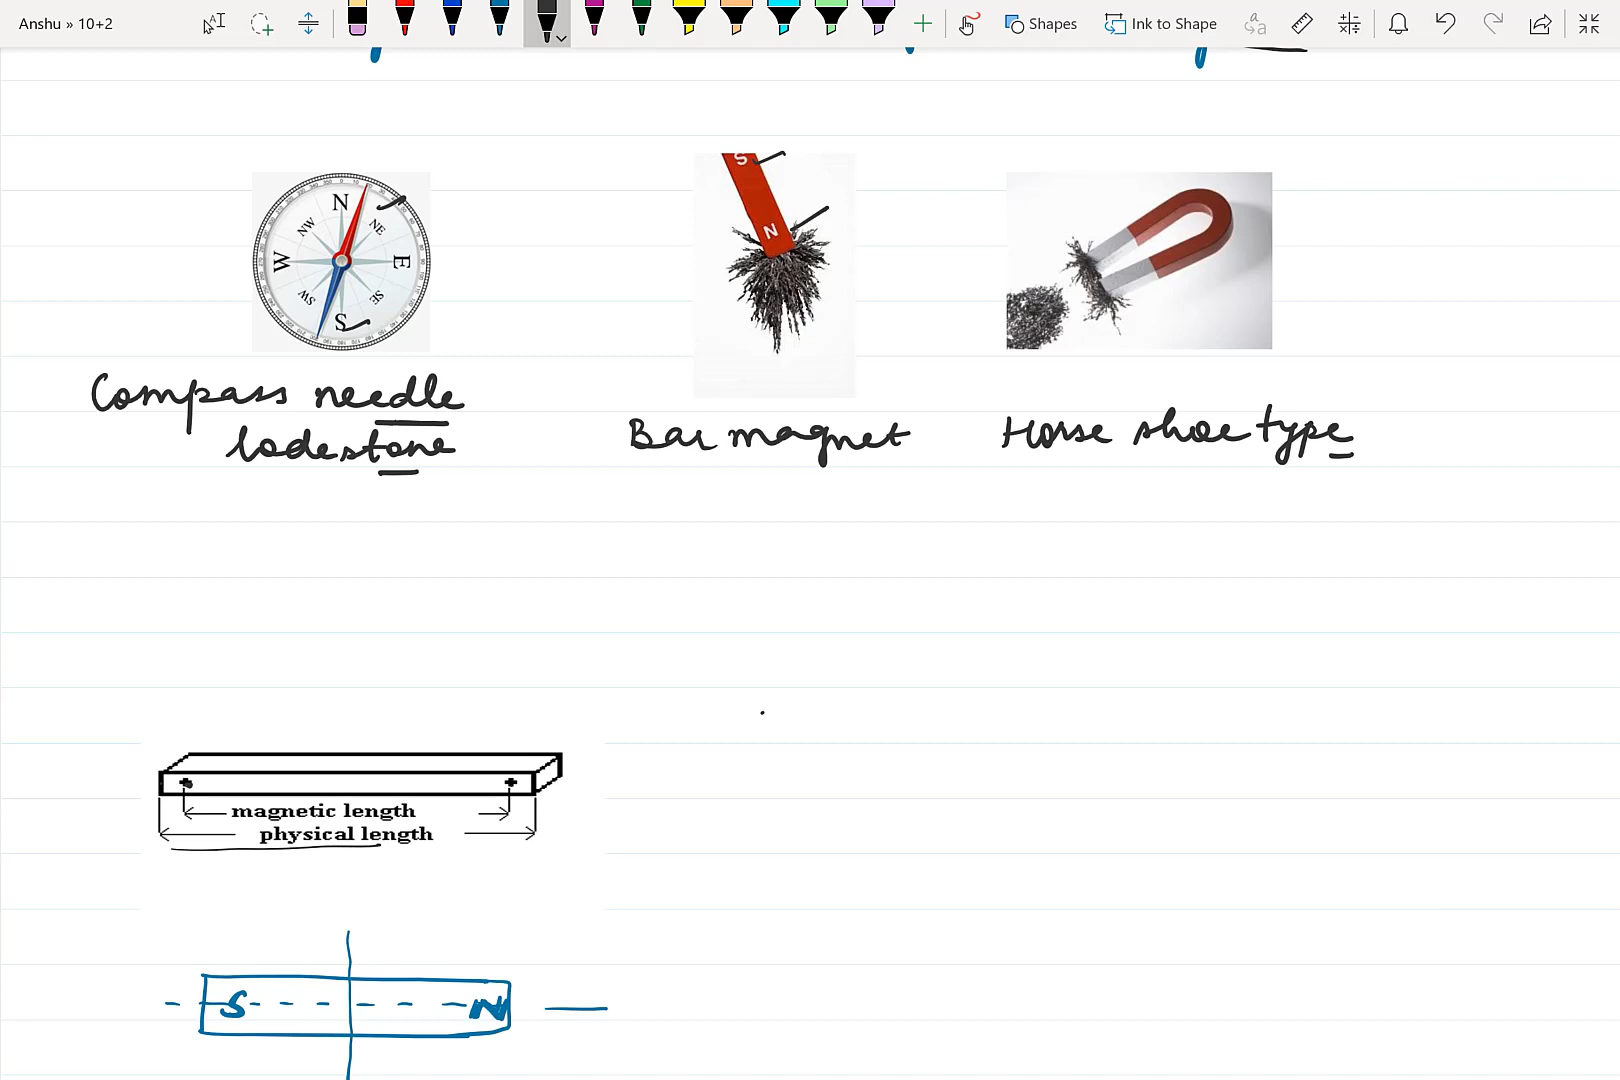 Anshu » 10+2
Shapes
Ink to Shape
N
NW
NE
W
E
SW
SE
S
S
N
Compass needle
lodestone
Bar magnet
Horse shoe type
magnetic length
physical length
S
N